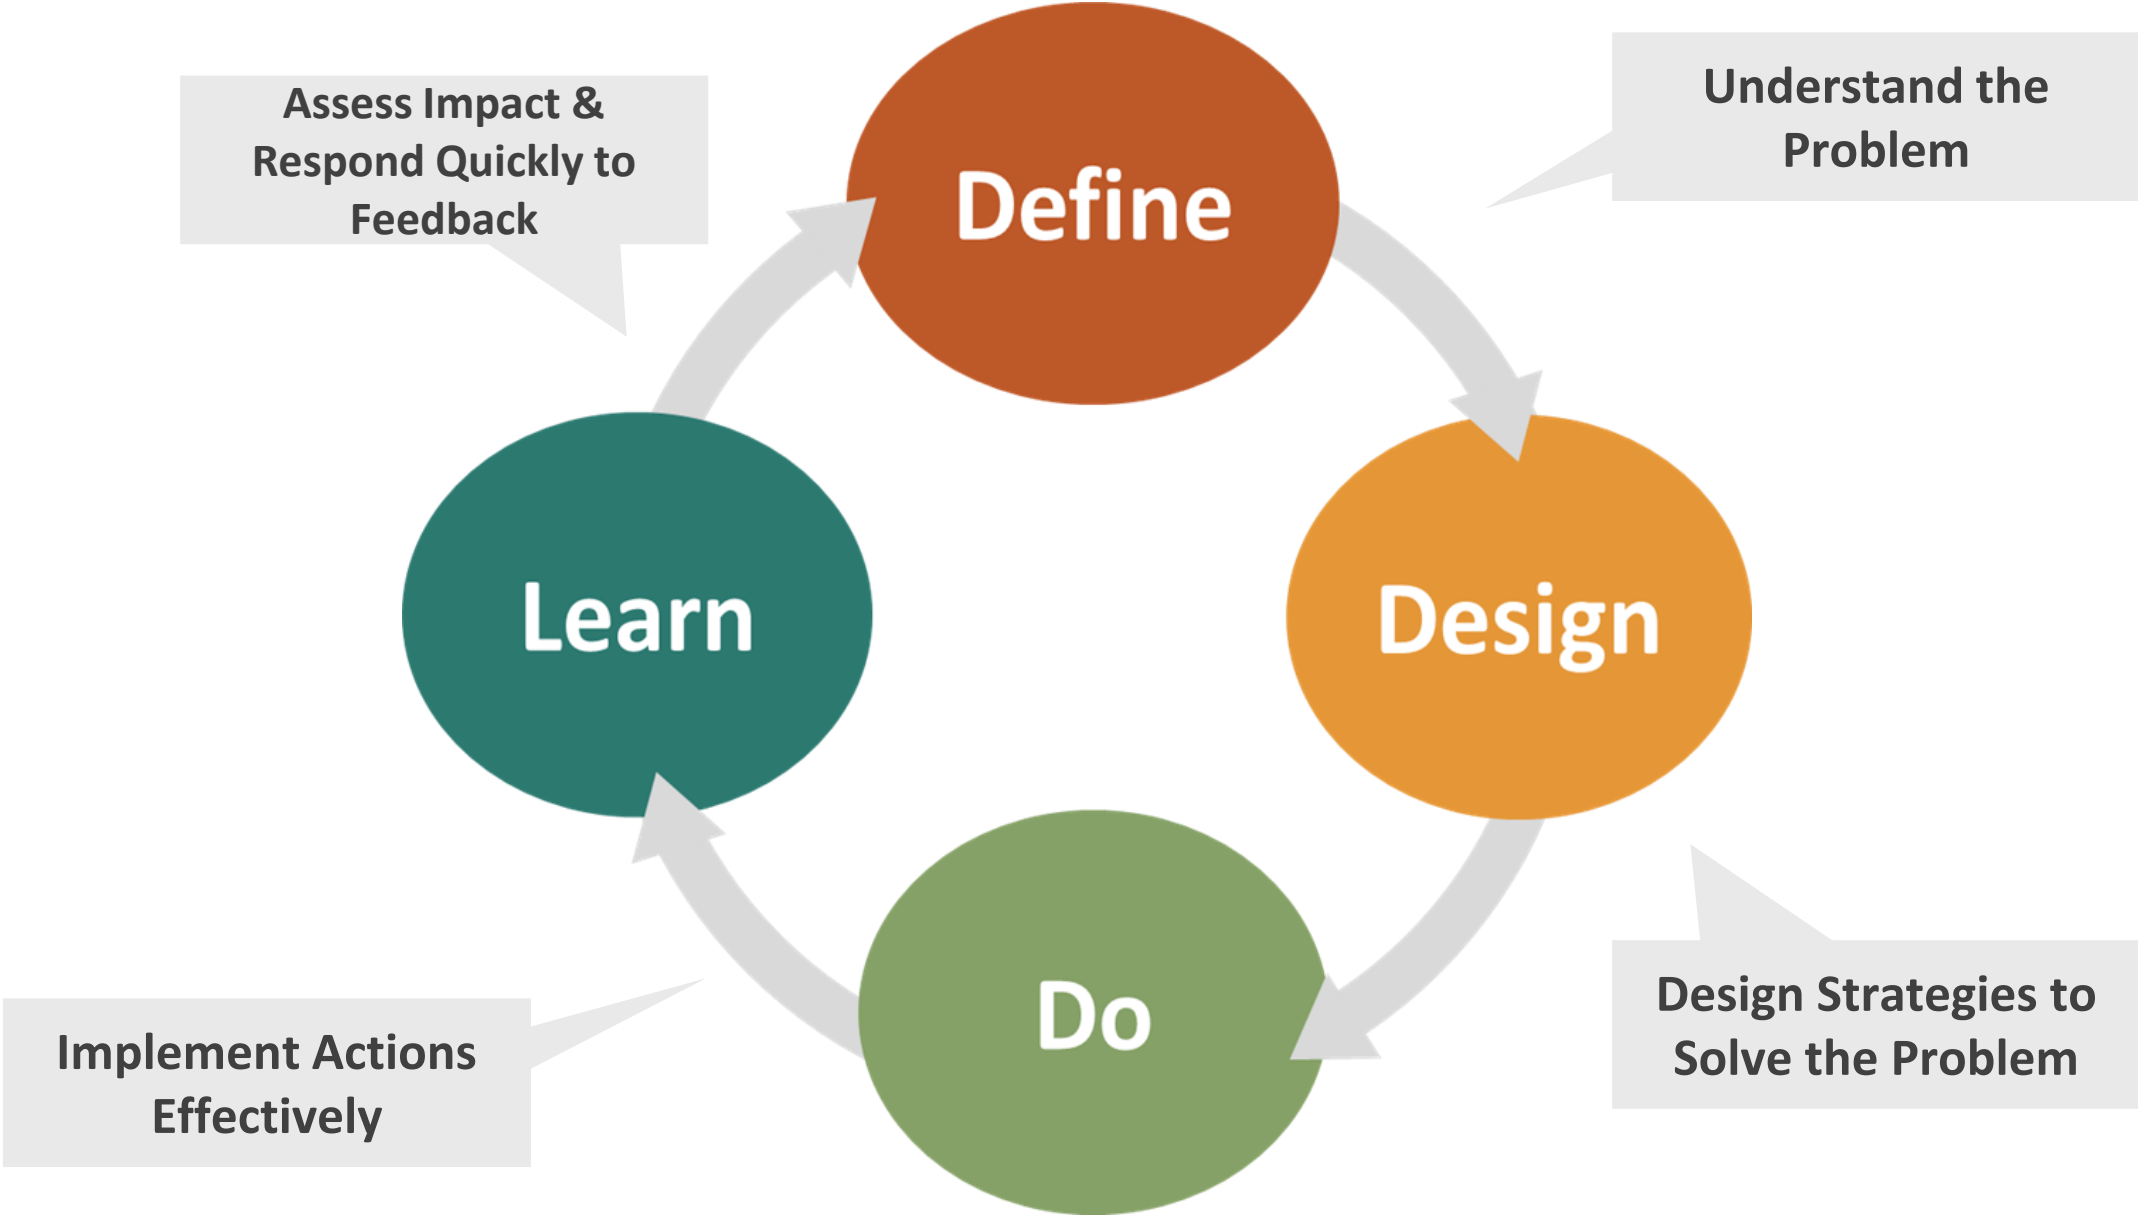 Define
Understand the
Problem
Design
Design Strategies to
Solve the Problem
Do
Implement Actions
Effectively
Learn
Assess Impact &
Respond Quickly to
Feedback